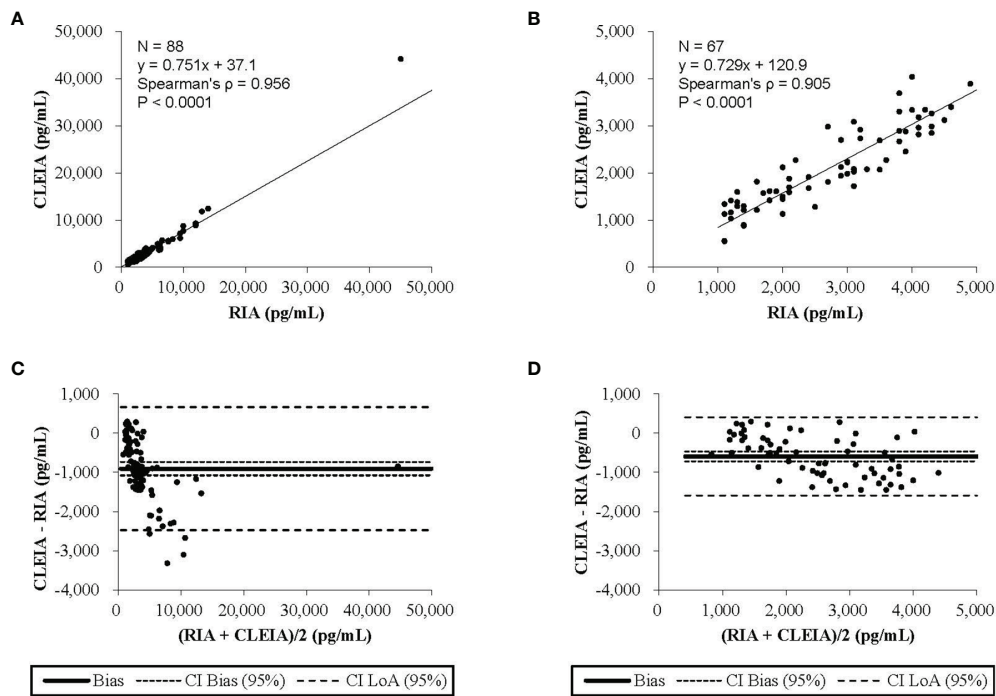 A
50,000
40,000
30,000
20,000
10,000
0
CLEIA (pg/mL)
N = 88
y = 0.751x + 37.1
Spearman's ρ = 0.956
P < 0.0001
0
10,000
20,000
30,000
40,000
50,000
RIA (pg/mL)
B
5,000
4,000
3,000
2,000
1,000
0
CLEIA (pg/mL)
N = 67
y = 0.729x + 120.9
Spearman's ρ = 0.905
P < 0.0001
1,000
2,000
3,000
4,000
5,000
RIA (pg/mL)
C
1,000
0
-1,000
-2,000
-3,000
-4,000
CLEIA - RIA (pg/mL)
0
10,000
20,000
30,000
40,000
50,000
(RIA + CLEIA)/2 (pg/mL)
Bias
CI Bias (95%)
CI LoA (95%)
D
1,000
0
-1,000
-2,000
-3,000
-4,000
CLEIA - RIA (pg/mL)
0
1,000
2,000
3,000
4,000
5,000
(RIA + CLEIA)/2 (pg/mL)
Bias
CI Bias (95%)
CI LoA (95%)